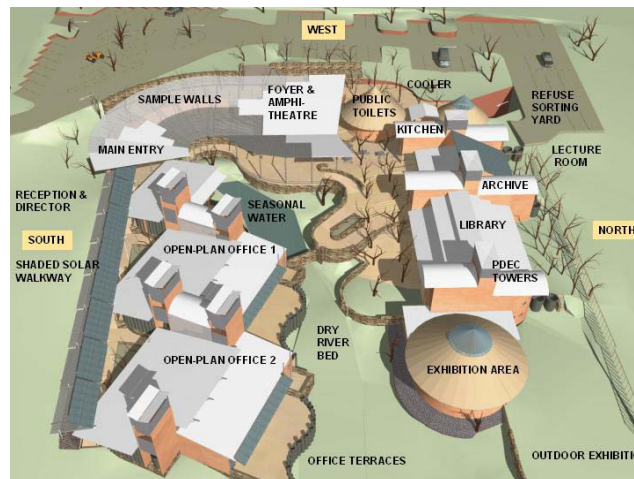 WEST
COOLER
SAMPLE WALLS
FOYER &
AMPHI-
THEATRE
PUBLIC
TOILETS
REFUSE
SORTING
YARD
KITCHEN
MAIN ENTRY
LECTURE
ROOM
RECEPTION &
DIRECTOR
ARCHIVE
SEASONAL
WATER
LIBRARY
SOUTH
NORTH
OPEN-PLAN OFFICE 1
SHADED SOLAR
WALKWAY
PDEC
TOWERS
DRY
RIVER
BED
OPEN-PLAN OFFICE 2
EXHIBITION AREA
OFFICE TERRACES
OUTDOOR EXHIBITI